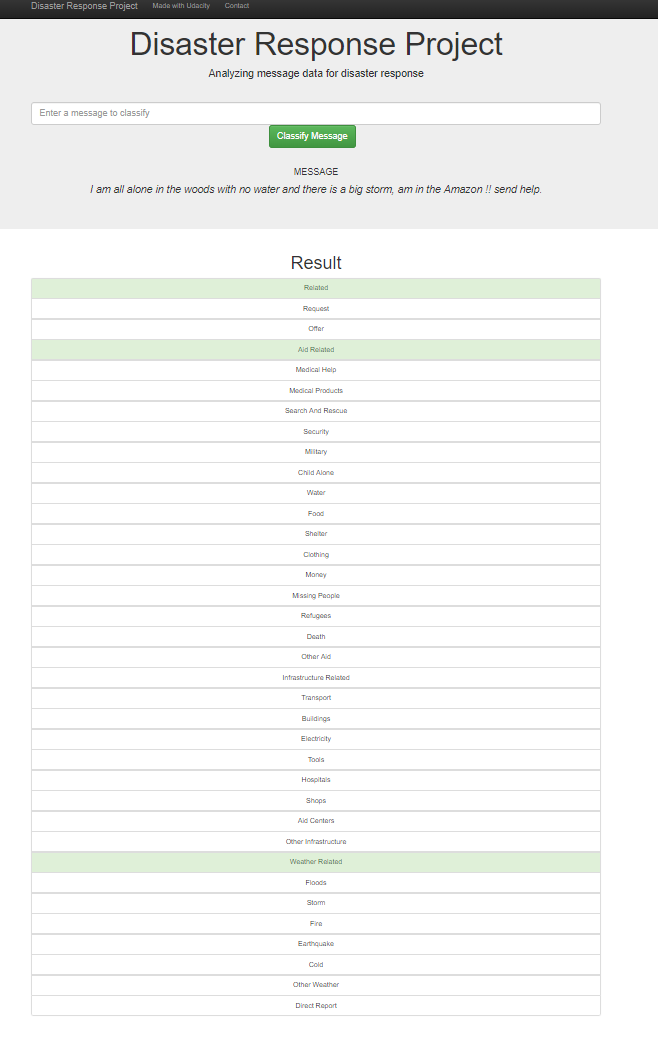 Disaster Response Project Made with Udacity Contact
Disaster Response Project
Analyzing message data for disaster response
Enter a message to classify
Classify Message
MESSAGE
I am all alone in the woods with no water and there is a big storm, am in the Amazon !! send help.
Result
Related
Request
Offer
Aid Related
Medical Help
Medical Products
Search And Rescue
Security
Military
Child Alone
Water
Food
Shelter
Clothing
Money
Missing People
Refugees
Death
Other Aid
Infrastructure Related
Transport
Buildings
Electricity
Tools
Hospitals
Shops
Aid Centers
Other Infrastructure
Weather Related
Floods
Storm
Fire
Earthquake
Cold
Other Weather
Direct Report